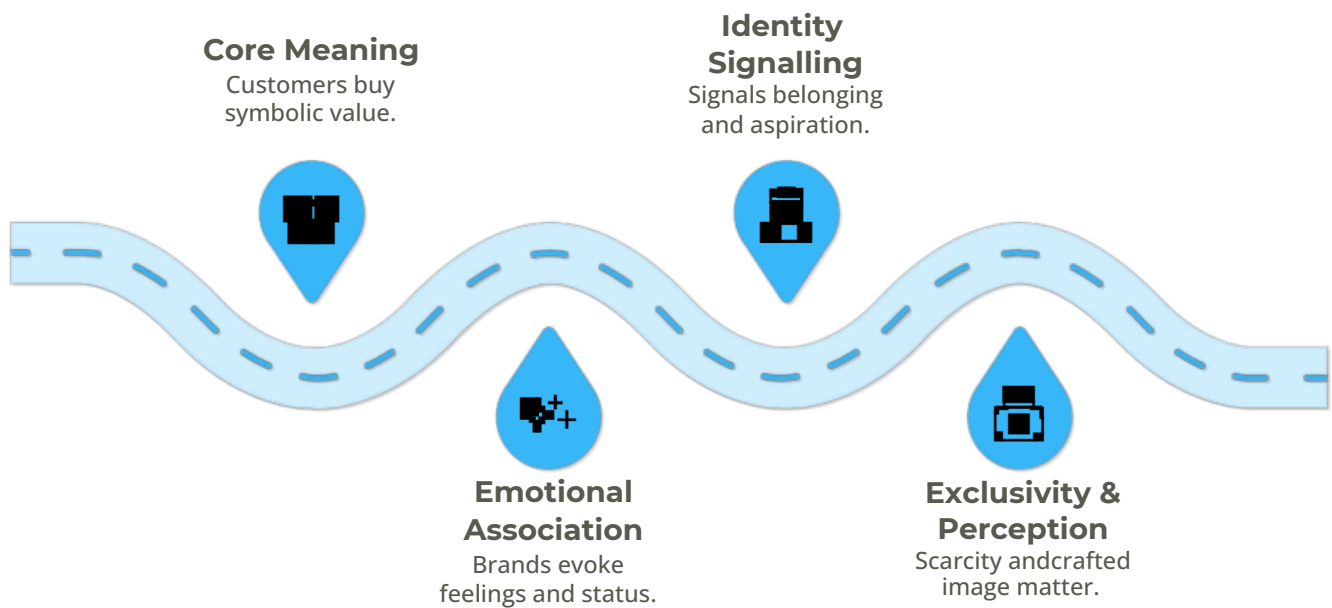 Core Meaning
Customers buy
symbolic value.
Emotional
Association
Brands evoke
feelings and status.
Identity
Signalling
Signals belonging
and aspiration.
Exclusivity &
Perception
Scarcity andcrafted
image matter.